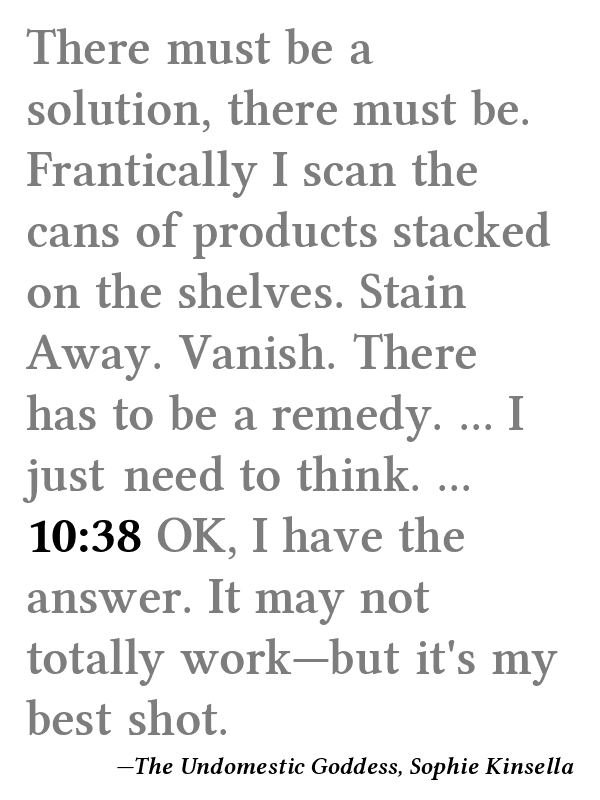 There must be a
solution, there must be.
Frantically I scan the
cans of products stacked
on the shelves. Stain
Away. Vanish. There
has to be a remedy. ... I
just need to think. ...
10:38 OK, I have the
answer. It may not
totally work—but it's my
best shot.
—The Undomestic Goddess, Sophie Kinsella